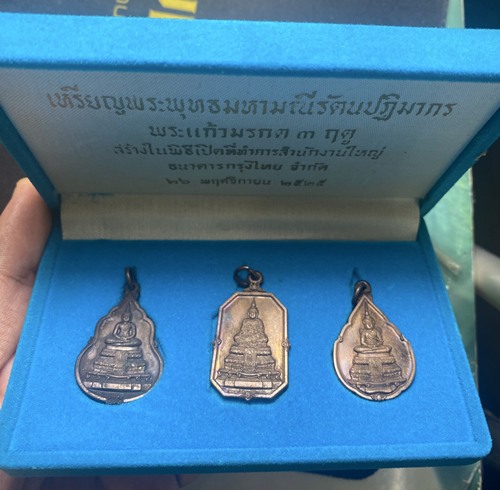 เหรียญพระพุทธมหามณีรัตนปฏิมากร
พระแก้วมรกต ๓ ฤดู
สร้างในพิธีเปิดที่ทำการสำนักงานใหญ่
ธนาคารกรุงไทย จำกัด
๒๖ พฤศจิกายน ๒๕๒๕